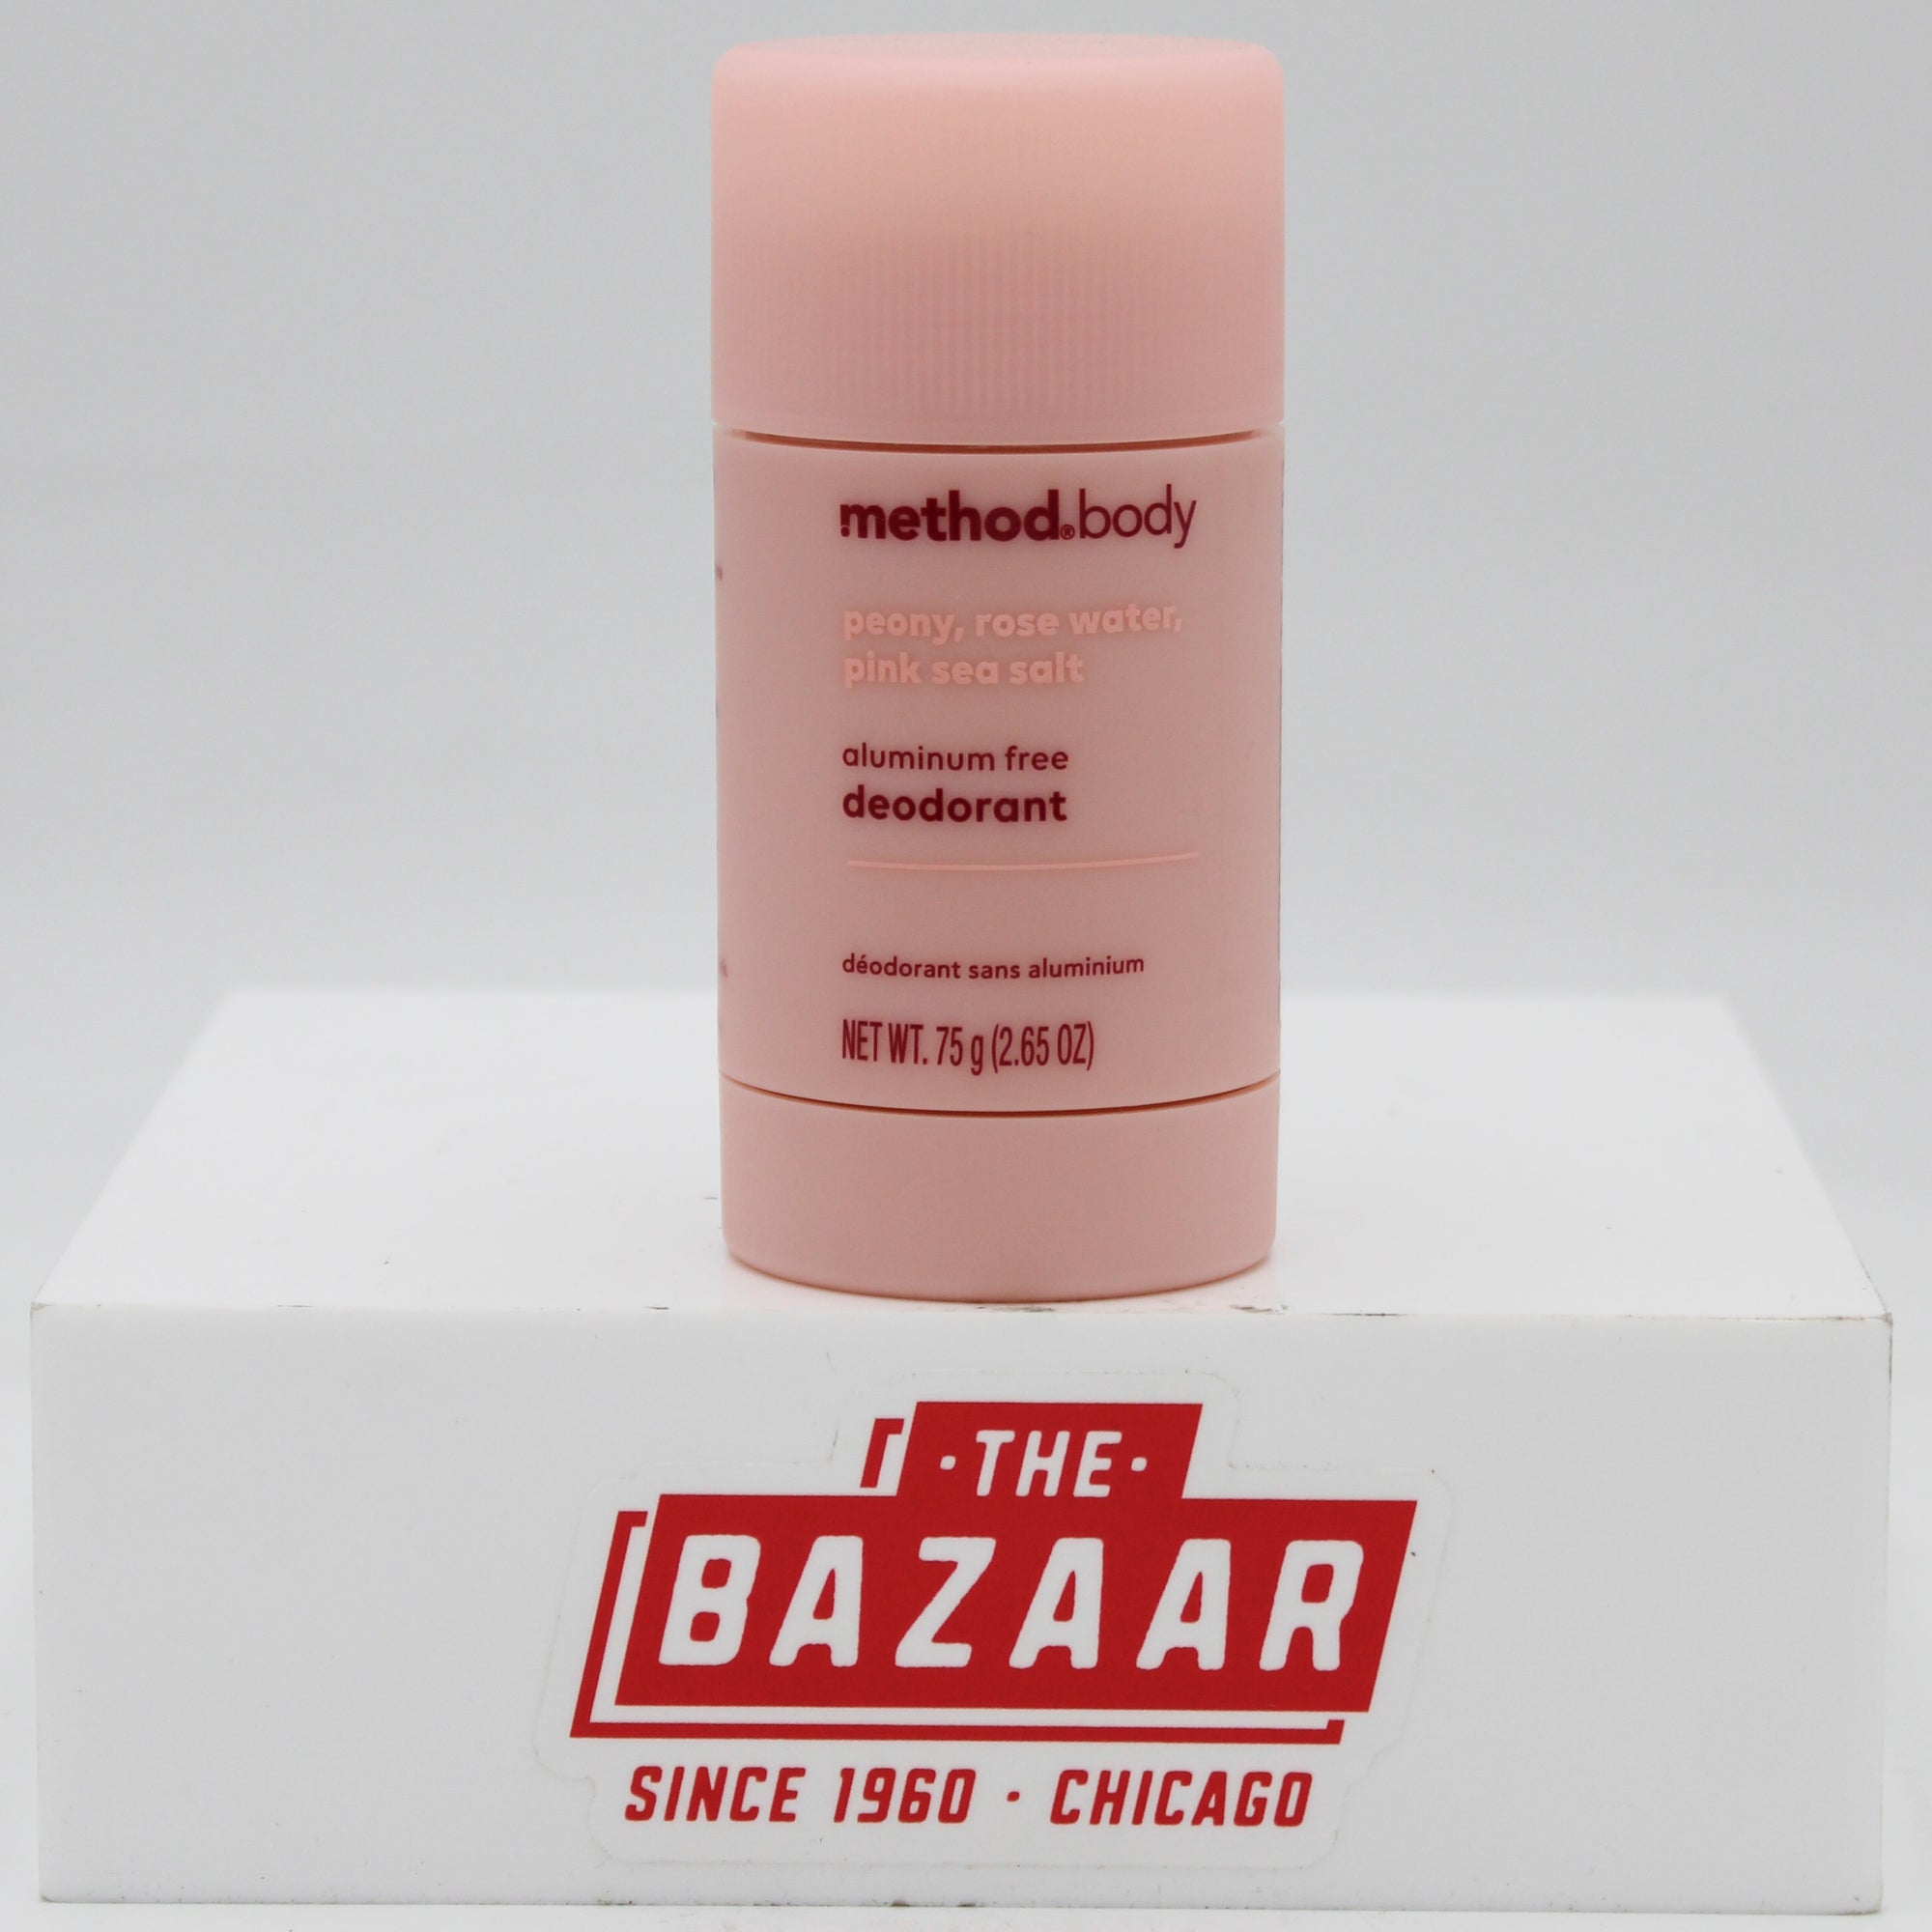 method®body
peony, rose water,
pink sea salt
aluminum free
deodorant
déodorant sans aluminium
NET WT. 75 g (2.65 OZ)
·THE·
BAZAAR
SINCE 1960 · CHICAGO